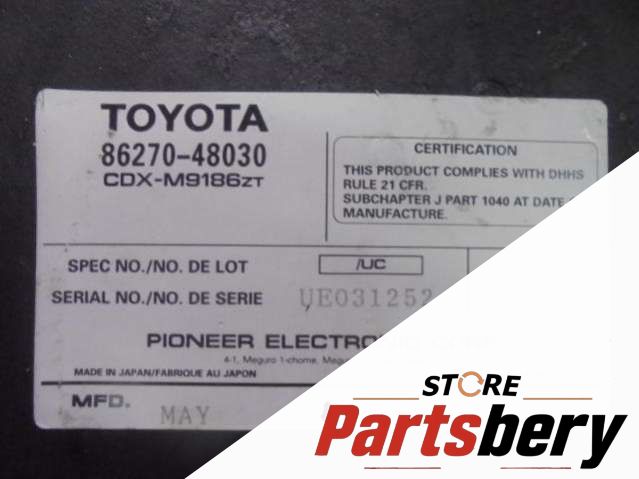 TOYOTA
86270-48030
CDX-M9186ZT
CERTIFICATION
THIS PRODUCT COMPLIES WITH DHHS
RULE 21 CFR.
SUBCHAPTER J PART 1040 AT DATE
MANUFACTURE.
SPEC NO./NO. DE LOT /UC
SERIAL NO./NO. DE SERIE UE031252
PIONEER ELECTRONIC
4-1, Meguro 1-chome,
MADE IN JAPAN/FABRIQUE AU JAPON
MFD. MAY
STORE
Partsbery